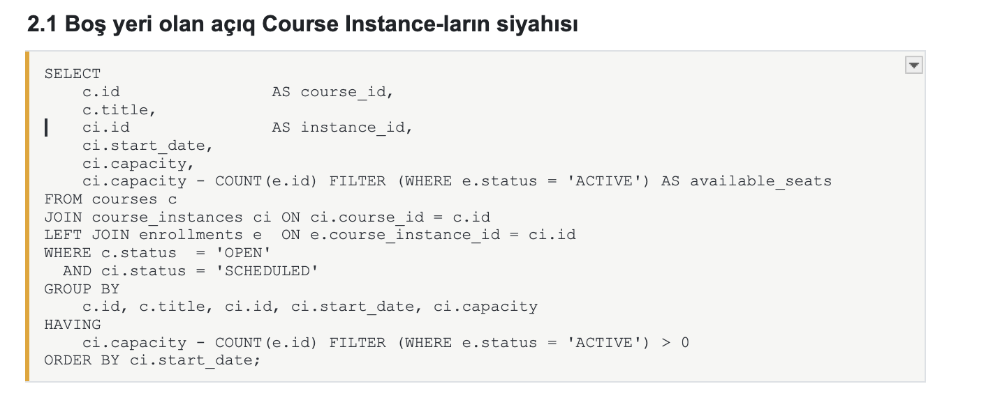 2.1 Boş yeri olan açıq Course Instance-ların siyahısı
SELECT
    c.id                AS course_id,
    c.title,
    ci.id               AS instance_id,
    ci.start_date,
    ci.capacity,
    ci.capacity - COUNT(e.id) FILTER (WHERE e.status = 'ACTIVE') AS available_seats
FROM courses c
JOIN course_instances ci ON ci.course_id = c.id
LEFT JOIN enrollments e  ON e.course_instance_id = ci.id
WHERE c.status  = 'OPEN'
  AND ci.status = 'SCHEDULED'
GROUP BY
    c.id, c.title, ci.id, ci.start_date, ci.capacity
HAVING
    ci.capacity - COUNT(e.id) FILTER (WHERE e.status = 'ACTIVE') > 0
ORDER BY ci.start_date;